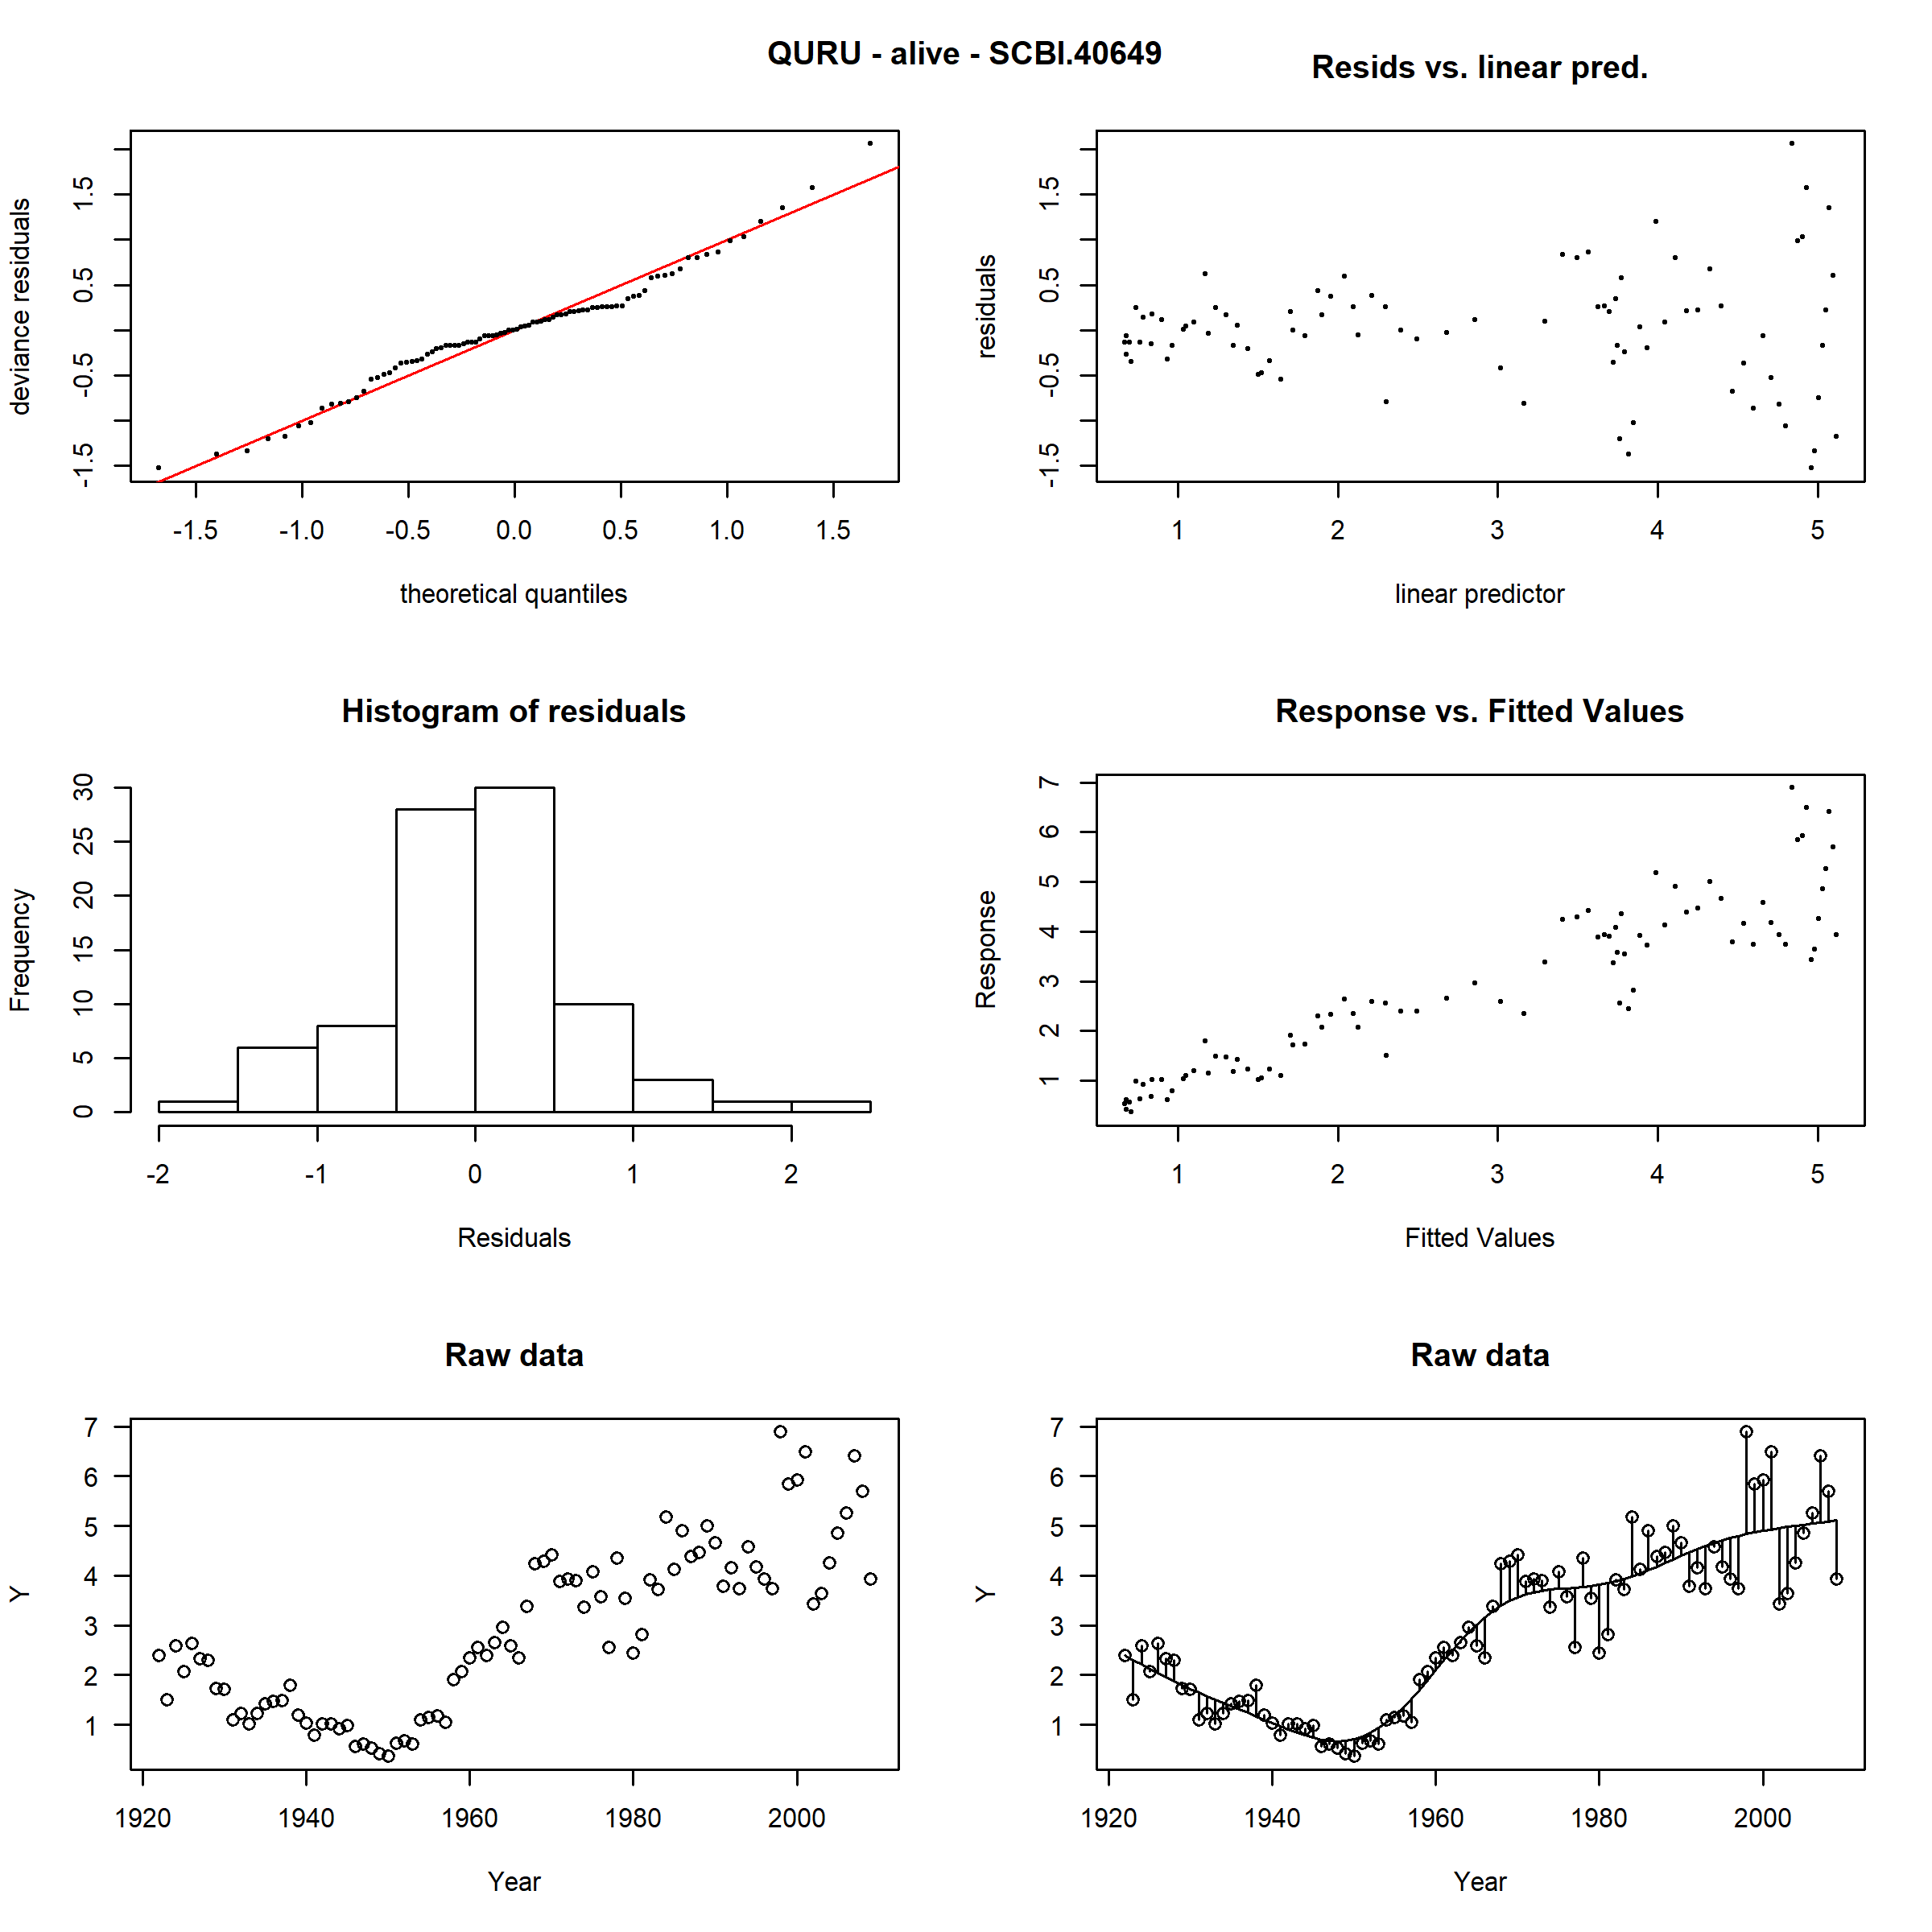 QURU - alive - SCBI.40649
Resids vs. linear pred.
deviance residuals
-1.5 -0.5 0.5 1.5
-1.5 -1.0 -0.5 0.0 0.5 1.0 1.5
theoretical quantiles
residuals
-1.5 -0.5 0.5 1.5
1 2 3 4 5
linear predictor
Histogram of residuals
Frequency
0 5 10 15 20 25 30
-2 -1 0 1 2
Residuals
Response vs. Fitted Values
Response
1 2 3 4 5 6 7
1 2 3 4 5
Fitted Values
Raw data
Y
7
6
5
4
3
2
1
1920 1940 1960 1980 2000
Year
Raw data
Y
7
6
5
4
3
2
1
1920 1940 1960 1980 2000
Year